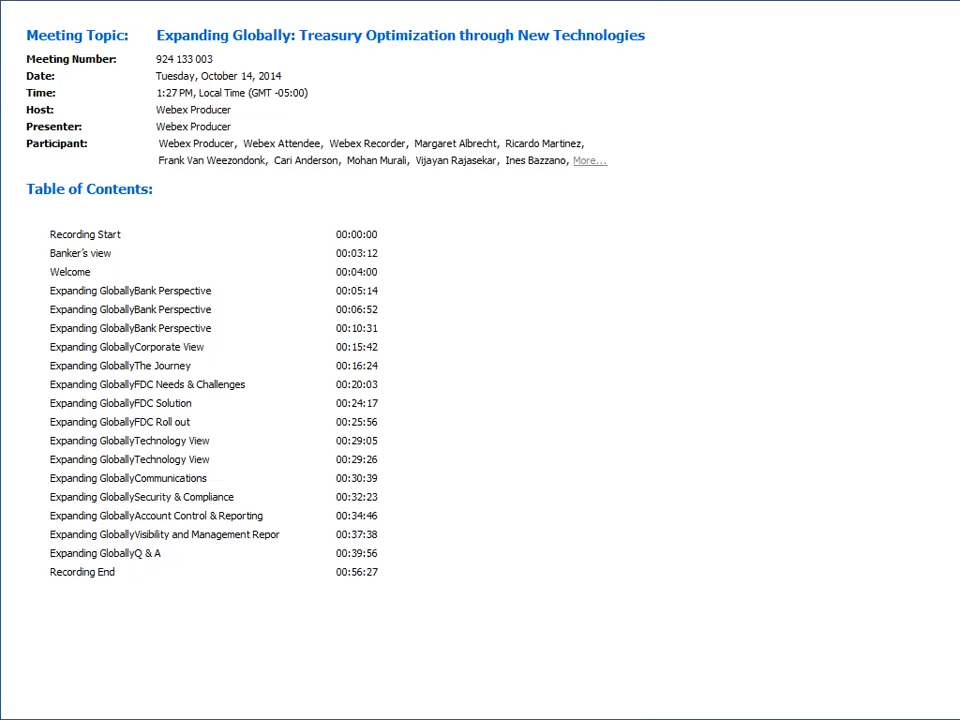 Meeting Topic: Expanding Globally: Treasury Optimization through New Technologies
Meeting Number: 924 133 003
Date: Tuesday, October 14, 2014
Time: 1:27 PM, Local Time (GMT -05:00)
Host: Webex Producer
Presenter: Webex Producer
Participant: Webex Producer, Webex Attendee, Webex Recorder, Margaret Albrecht, Ricardo Martinez,
Frank Van Weezondonk, Cari Anderson, Mohan Murali, Vijayan Rajasekar, Ines Bazzano, More...
Table of Contents:
Recording Start 00:00:00
Banker's view 00:03:12
Welcome 00:04:00
Expanding GloballyBank Perspective 00:05:14
Expanding GloballyBank Perspective 00:06:52
Expanding GloballyBank Perspective 00:10:31
Expanding GloballyCorporate View 00:15:42
Expanding GloballyThe Journey 00:16:24
Expanding GloballyFDC Needs & Challenges 00:20:03
Expanding GloballyFDC Solution 00:24:17
Expanding GloballyFDC Roll out 00:25:56
Expanding GloballyTechnology View 00:29:05
Expanding GloballyTechnology View 00:29:26
Expanding GloballyCommunications 00:30:39
Expanding GloballySecurity & Compliance 00:32:23
Expanding GloballyAccount Control & Reporting 00:34:46
Expanding GloballyVisibility and Management Repor 00:37:38
Expanding GloballyQ & A 00:39:56
Recording End 00:56:27